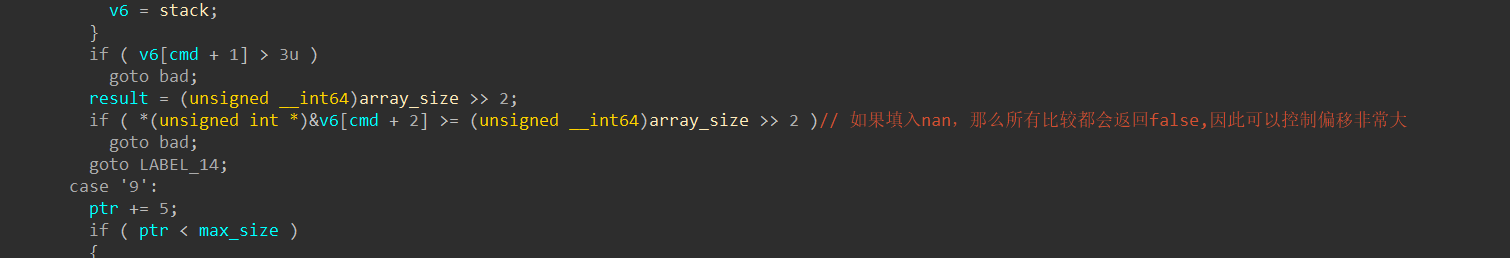 v6 = stack;
}
if ( v6[cmd + 1] > 3u )
goto bad;
result = (unsigned __int64)array_size >> 2;
if ( *(unsigned int *)&v6[cmd + 2] >= (unsigned __int64)array_size >> 2 )// 如果填入nan，那么所有比较都会返回false,因此可以控制偏移非常大
goto bad;
goto LABEL_14;
case '9':
ptr += 5;
if ( ptr < max_size )
{